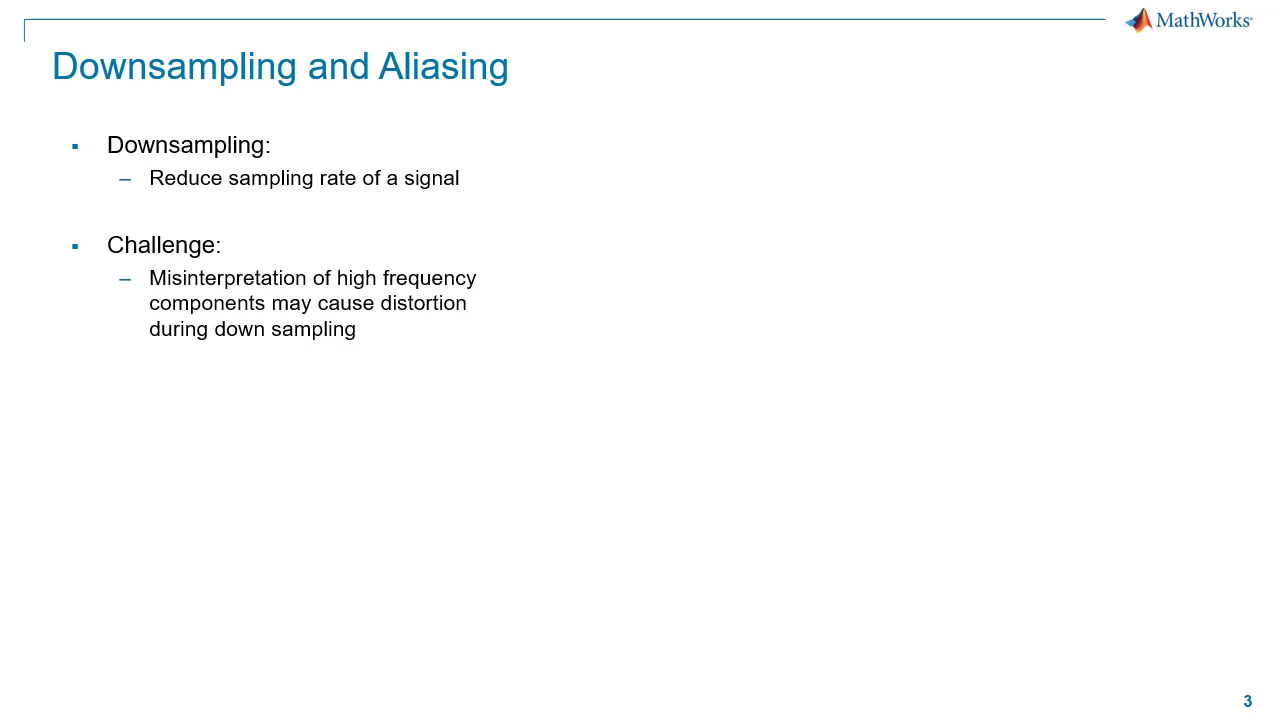 MathWorks®
Downsampling and Aliasing
▪ Downsampling:
– Reduce sampling rate of a signal
▪ Challenge:
– Misinterpretation of high frequency
components may cause distortion
during down sampling
3